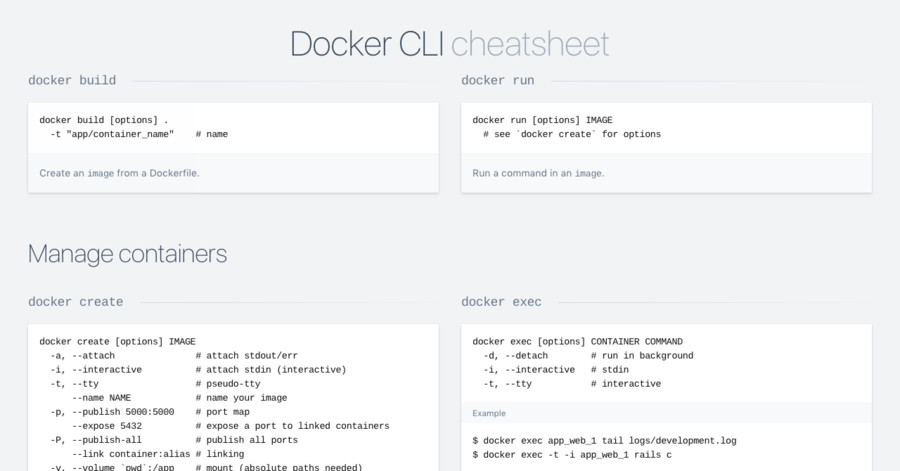 Docker CLI cheatsheet
docker build
docker build [options] .
  -t "app/container_name"    # name
Create an image from a Dockerfile.
docker run
docker run [options] IMAGE
  # see `docker create` for options
Run a command in an image.
Manage containers
docker create
docker create [options] IMAGE
  -a, --attach               # attach stdout/err
  -i, --interactive          # attach stdin (interactive)
  -t, --tty                  # pseudo-tty
      --name NAME            # name your image
  -p, --publish 5000:5000    # port map
      --expose 5432          # expose a port to linked containers
  -P, --publish-all          # publish all ports
      --link container:alias # linking
  -v, --volume `pwd`:/app    # mount (absolute paths needed)
docker exec
docker exec [options] CONTAINER COMMAND
  -d, --detach        # run in background
  -i, --interactive   # stdin
  -t, --tty           # interactive
Example
$ docker exec app_web_1 tail logs/development.log
$ docker exec -t -i app_web_1 rails c